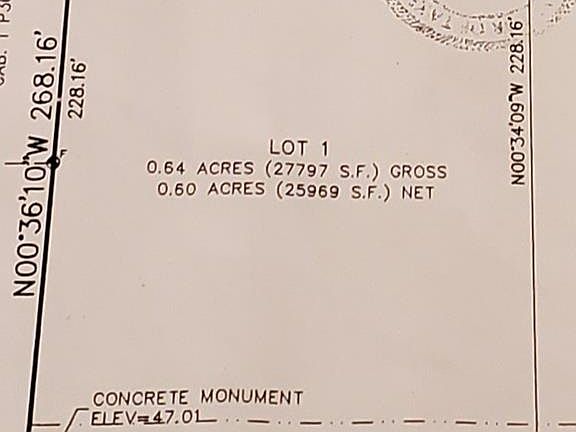 N00°36'10"W 268.16'
228.16'
LOT 1
0.64 ACRES (27797 S.F.) GROSS
0.60 ACRES (25969 S.F.) NET
N00°34'09"W 228.16'
CONCRETE MONUMENT
ELEV=47.01